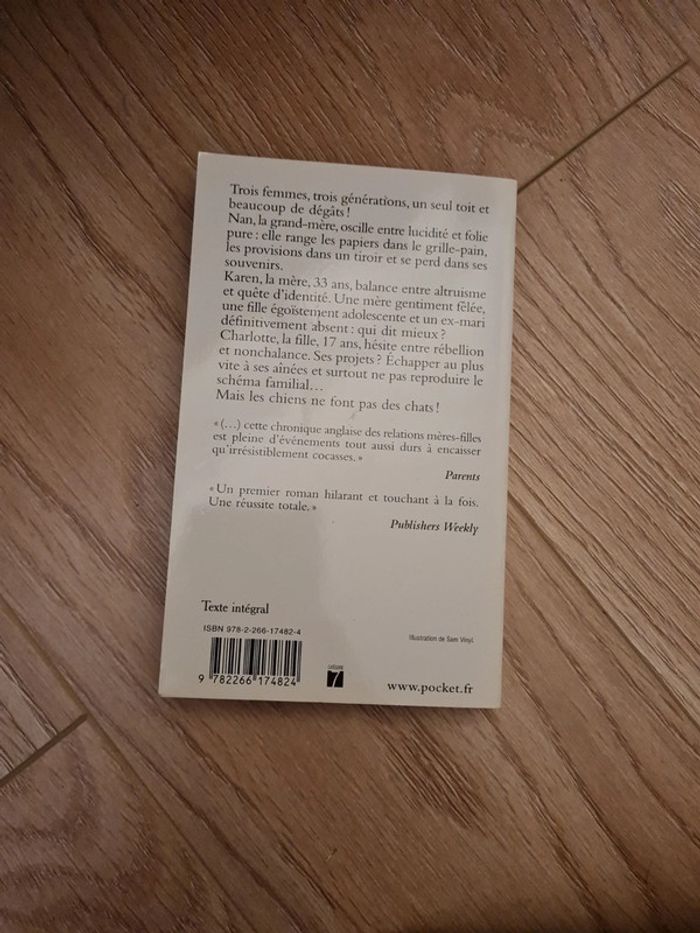 Trois femmes, trois générations, un seul toit et
beaucoup de dégâts !
Nan, la grand-mère, oscille entre lucidité et folie
pure : elle range les papiers dans le grille-pain,
les provisions dans un tiroir et se perd dans ses
souvenirs.
Karen, la mère, 33 ans, balance entre altruisme
et quête d'identité. Une mère gentiment fêlée,
une fille égoïstement adolescente et un ex-mari
définitivement absent : qui dit mieux ?
Charlotte, la fille, 17 ans, hésite entre rébellion
et nonchalance. Ses projets ? Échapper au plus
vite à ses aînées et surtout ne pas reproduire le
schéma familial...
Mais les chiens ne font pas des chats !
« (...) cette chronique anglaise des relations mères-filles
est pleine d'événements tout aussi durs à encaisser
qu'irrésistiblement cocasses. »
Parents
« Un premier roman hilarant et touchant à la fois.
Une réussite totale. »
Publishers Weekly
Texte intégral
ISBN 978-2-266-17482-4
Illustration de Sam Vinyl.
9 782266 174824
CATÉGORIE
7
www.pocket.fr